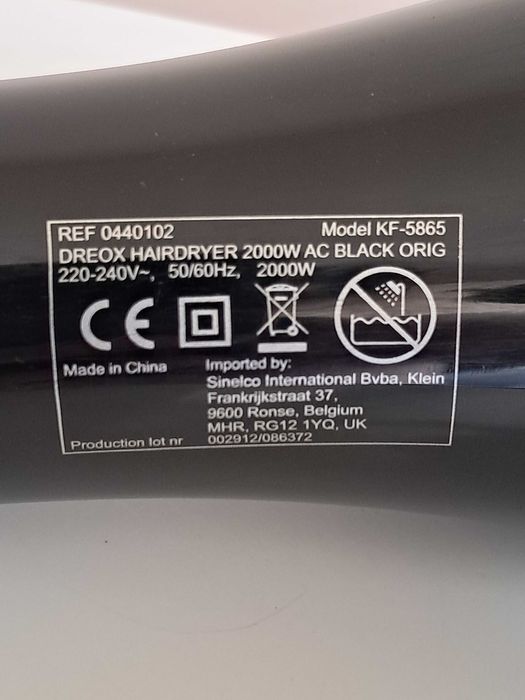 REF 0440102 Model KF-5865
DREOX HAIRDRYER 2000W AC BLACK ORIG
220-240V~, 50/60Hz, 2000W
CE
Made in China
Imported by:
Sinelco International Bvba, Klein
Frankrijkstraat 37,
9600 Ronse, Belgium
MHR, RG12 1YQ, UK
Production lot nr 002912/086372